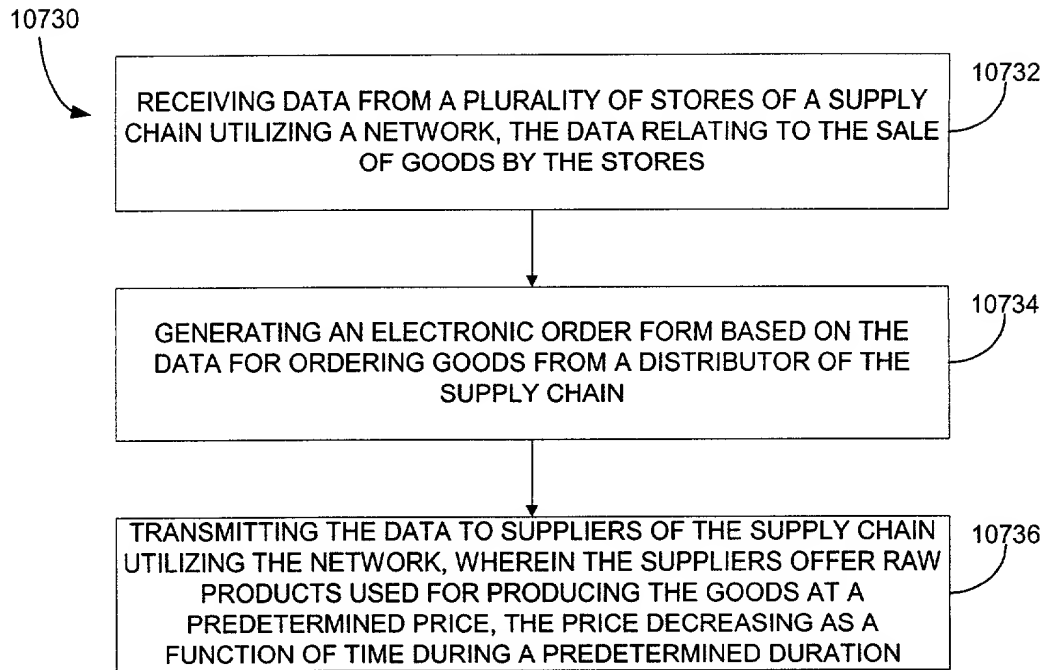 10730
RECEIVING DATA FROM A PLURALITY OF STORES OF A SUPPLY
CHAIN UTILIZING A NETWORK, THE DATA RELATING TO THE SALE
OF GOODS BY THE STORES
10732
GENERATING AN ELECTRONIC ORDER FORM BASED ON THE
DATA FOR ORDERING GOODS FROM A DISTRIBUTOR OF THE
SUPPLY CHAIN
10734
TRANSMITTING THE DATA TO SUPPLIERS OF THE SUPPLY CHAIN
UTILIZING THE NETWORK, WHEREIN THE SUPPLIERS OFFER RAW
PRODUCTS USED FOR PRODUCING THE GOODS AT A
PREDETERMINED PRICE, THE PRICE DECREASING AS A
FUNCTION OF TIME DURING A PREDETERMINED DURATION
10736